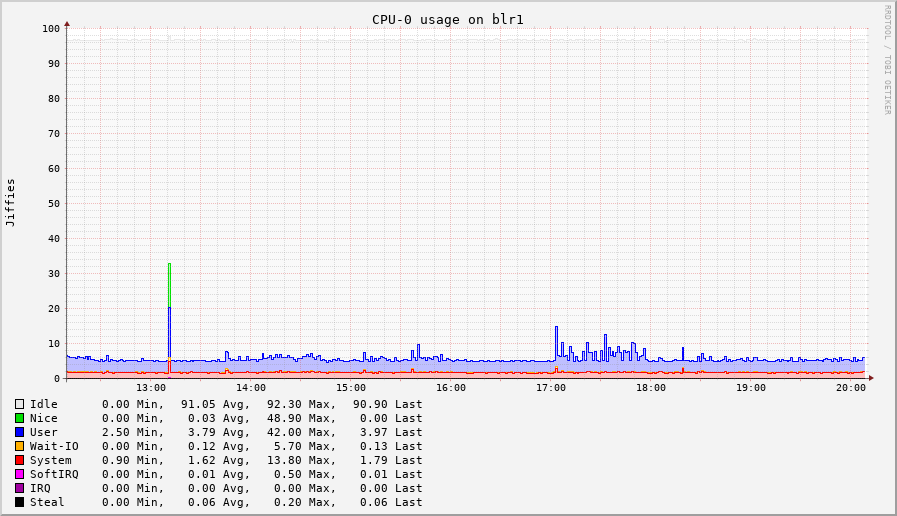 CPU-0 usage on blr1
RRDTOOL / TOBI OETIKER
Jiffies
100
90
80
70
60
50
40
30
20
10
0
13:00 14:00 15:00 16:00 17:00 18:00 19:00 20:00
Idle 0.00 Min, 91.05 Avg, 92.30 Max, 90.90 Last
Nice 0.00 Min, 0.03 Avg, 48.90 Max, 0.00 Last
User 2.50 Min, 3.79 Avg, 42.00 Max, 3.97 Last
Wait-IO 0.00 Min, 0.12 Avg, 5.70 Max, 0.13 Last
System 0.90 Min, 1.62 Avg, 13.80 Max, 1.79 Last
SoftIRQ 0.00 Min, 0.01 Avg, 0.50 Max, 0.01 Last
IRQ 0.00 Min, 0.00 Avg, 0.00 Max, 0.00 Last
Steal 0.00 Min, 0.06 Avg, 0.20 Max, 0.06 Last